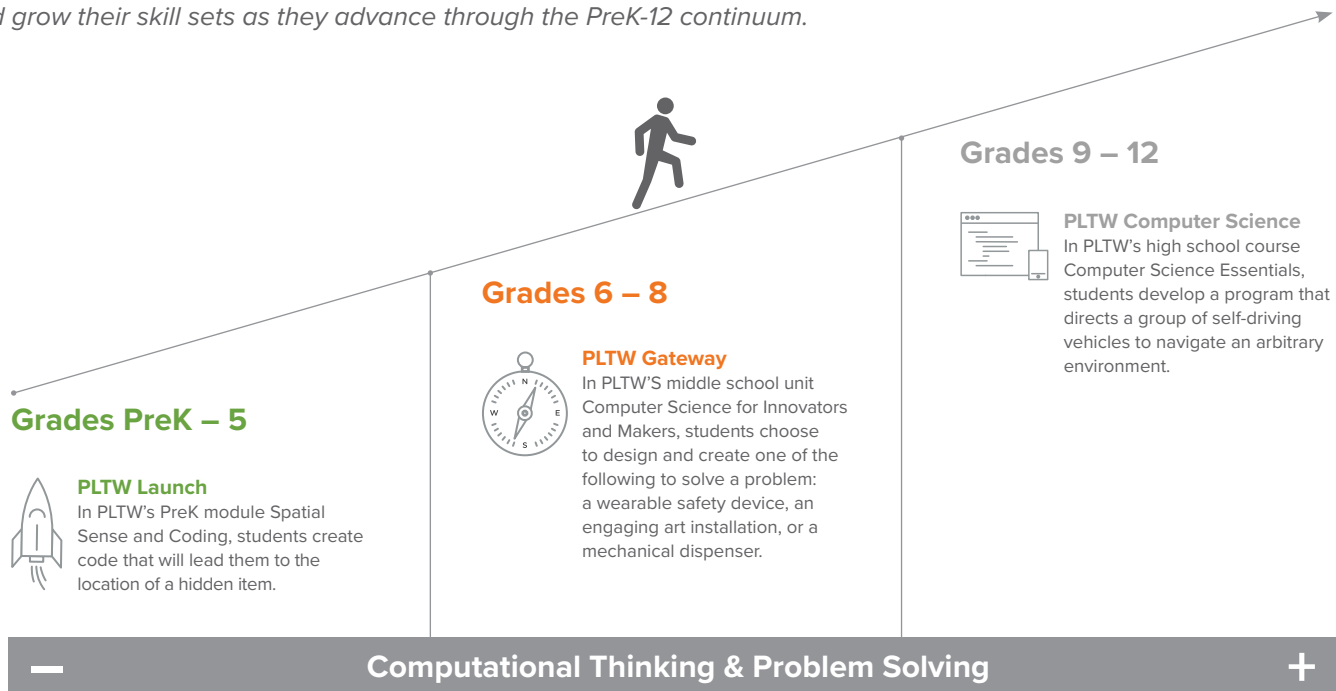 d grow their skill sets as they advance through the PreK-12 continuum.
Grades PreK – 5
PLTW Launch
In PLTW’s PreK module Spatial
Sense and Coding, students create
code that will lead them to the
location of a hidden item.
Grades 6 – 8
N
W
E
S
PLTW Gateway
In PLTW’S middle school unit
Computer Science for Innovators
and Makers, students choose
to design and create one of the
following to solve a problem:
a wearable safety device, an
engaging art installation, or a
mechanical dispenser.
Grades 9 – 12
PLTW Computer Science
In PLTW’s high school course
Computer Science Essentials,
students develop a program that
directs a group of self-driving
vehicles to navigate an arbitrary
environment.
– Computational Thinking & Problem Solving +